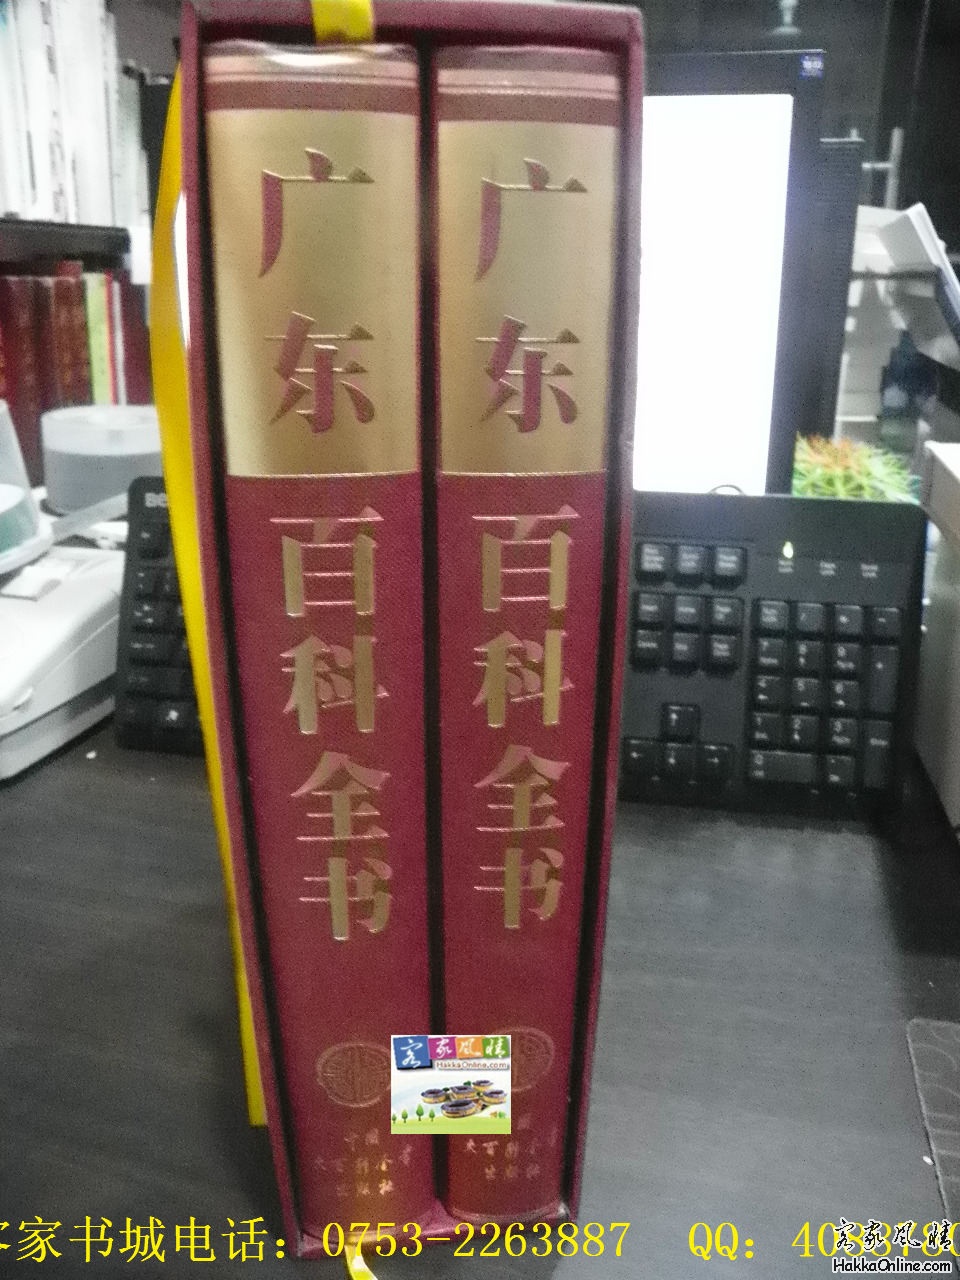 广东百科全书
广东百科全书
中国
大百科全书
出版社
大百科全书
出版社
客家风情
HakkaOnline.com
客家书城电话：0753-2263887 QQ：4088780
客家风情
HakkaOnline.com